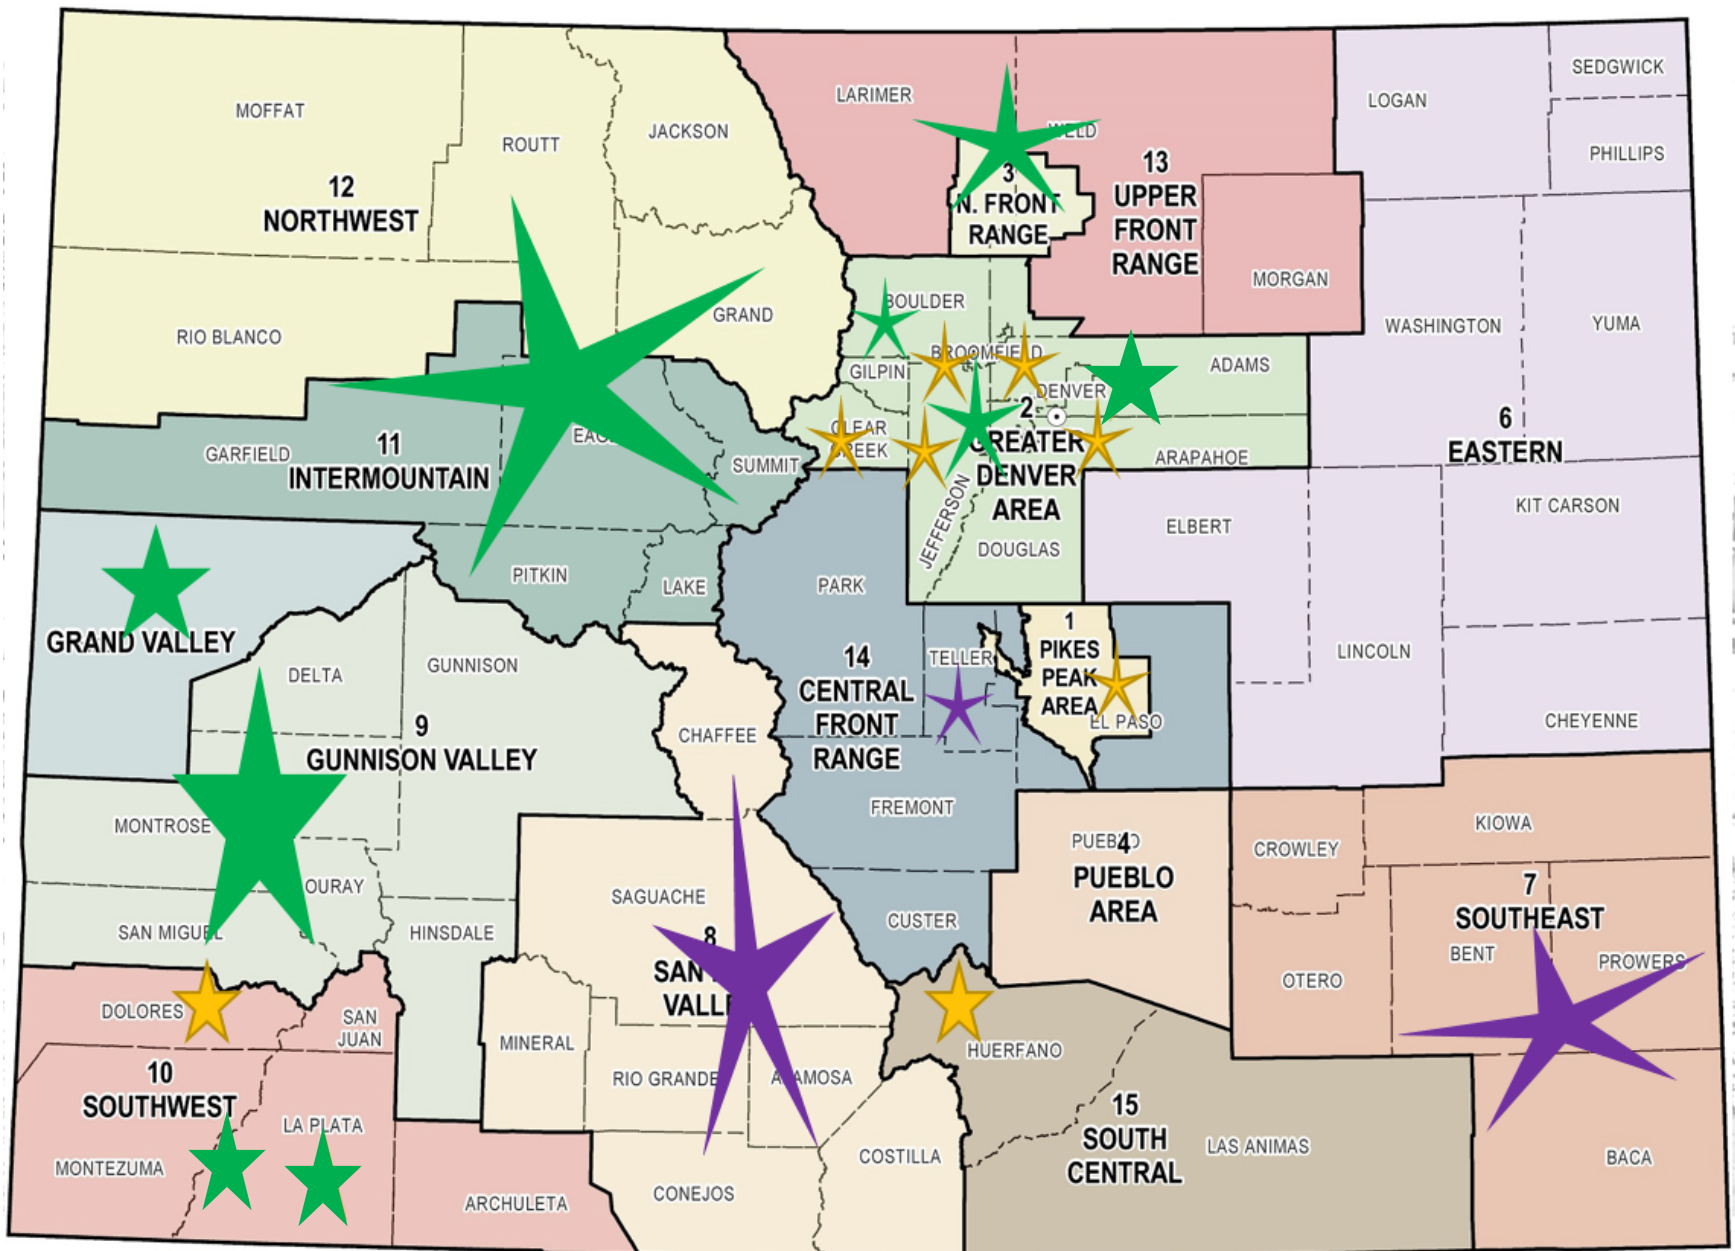 SEDGWICK
LARIMER
LOGAN
MOFFAT
JACKSON
WELD
ROUTT
PHILLIPS
12
NORTHWEST
13
UPPER
FRONT
RANGE
3
N. FRONT
RANGE
MORGAN
BOULDER
GRAND
RIO BLANCO
WASHINGTON
YUMA
BROOMFIELD
GILPIN
ADAMS
DENVER
2
GREATER
DENVER
AREA
CLEAR
CREEK
6
EASTERN
11
INTERMOUNTAIN
GARFIELD
SUMMIT
ARAPAHOE
KIT CARSON
ELBERT
JEFFERSON
DOUGLAS
PITKIN
LAKE
PARK
GRAND VALLEY
1
PIKES
PEAK
AREA
EL PASO
LINCOLN
TELLER
14
CENTRAL
FRONT
RANGE
GUNNISON
DELTA
CHEYENNE
9
GUNNISON VALLEY
CHAFFEE
FREMONT
MONTROSE
KIOWA
PUEBLO
4
PUEBLO
AREA
CROWLEY
OURAY
SAGUACHE
7
SOUTHEAST
CUSTER
SAN MIGUEL
HINSDALE
8
SAN
VALLEY
BENT
PROWERS
OTERO
DOLORES
SAN
JUAN
MINERAL
HUERFANO
10
SOUTHWEST
RIO GRANDE
ALAMOSA
15
SOUTH
CENTRAL
LA PLATA
LAS ANIMAS
MONTEZUMA
COSTILLA
BACA
CONEJOS
ARCHULETA